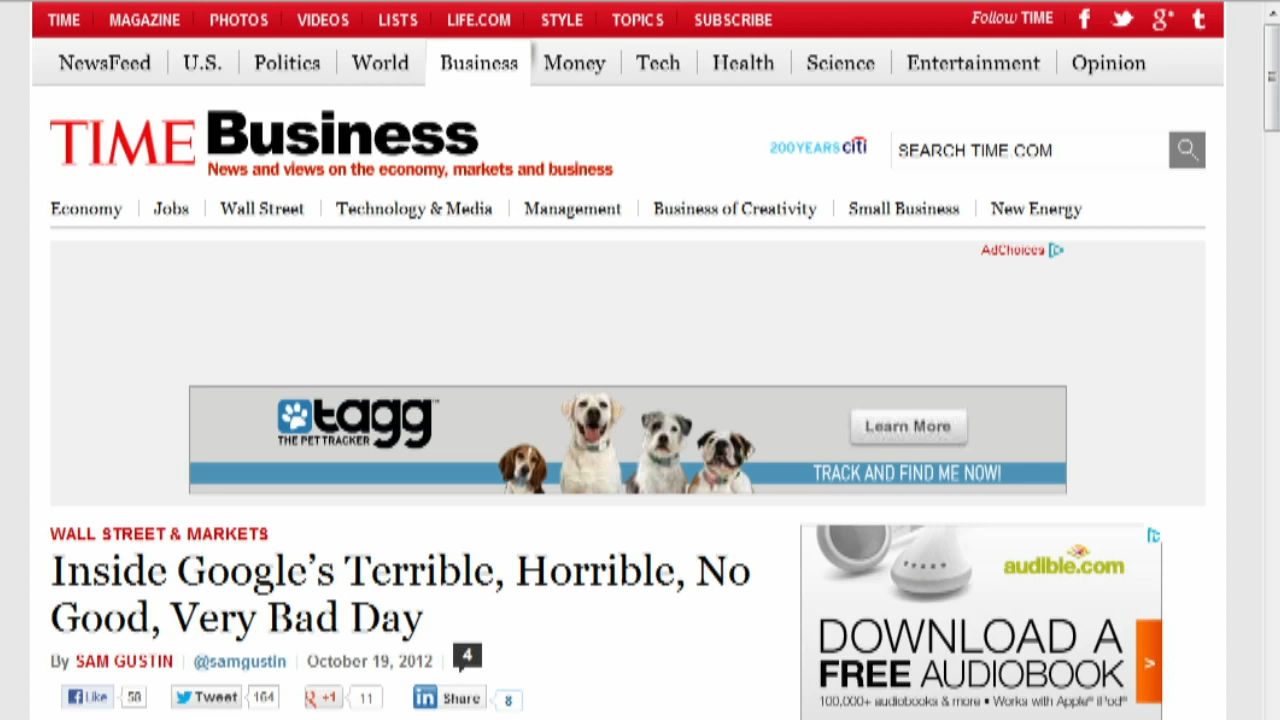 TIME MAGAZINE PHOTOS VIDEOS LISTS LIFE.COM STYLE TOPICS SUBSCRIBE Follow TIME
NewsFeed U.S. Politics World Business Money Tech Health Science Entertainment Opinion
TIME Business
News and views on the economy, markets and business
200 YEARS citi
SEARCH TIME.COM
Economy Jobs Wall Street Technology & Media Management Business of Creativity Small Business New Energy
AdChoices
tagg™
THE PET TRACKER
Learn More
TRACK AND FIND ME NOW!
WALL STREET & MARKETS
Inside Google's Terrible, Horrible, No
Good, Very Bad Day
By SAM GUSTIN @samgustin October 19, 2012 4
Like 58 Tweet 164 +1 11 in Share 8
audible.com
DOWNLOAD A
FREE AUDIOBOOK
>
100,000+ audiobooks & more • Works with Apple® iPod®